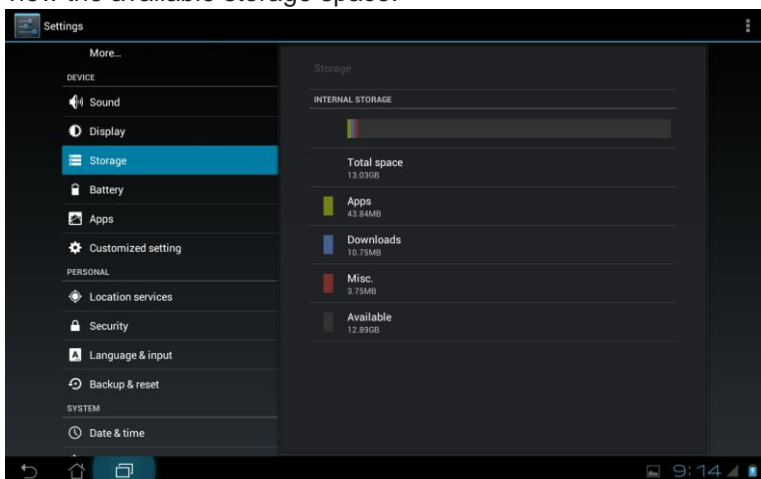 view the available storage space.
Settings
More...
DEVICE
Sound
Display
Storage
Battery
Apps
Customized setting
PERSONAL
Location services
Security
A Language & input
Backup & reset
SYSTEM
Date & time
Storage
INTERNAL STORAGE
Total space
13.03GB
Apps
43.84MB
Downloads
10.75MB
Misc.
3.75MB
Available
12.89GB
9:14